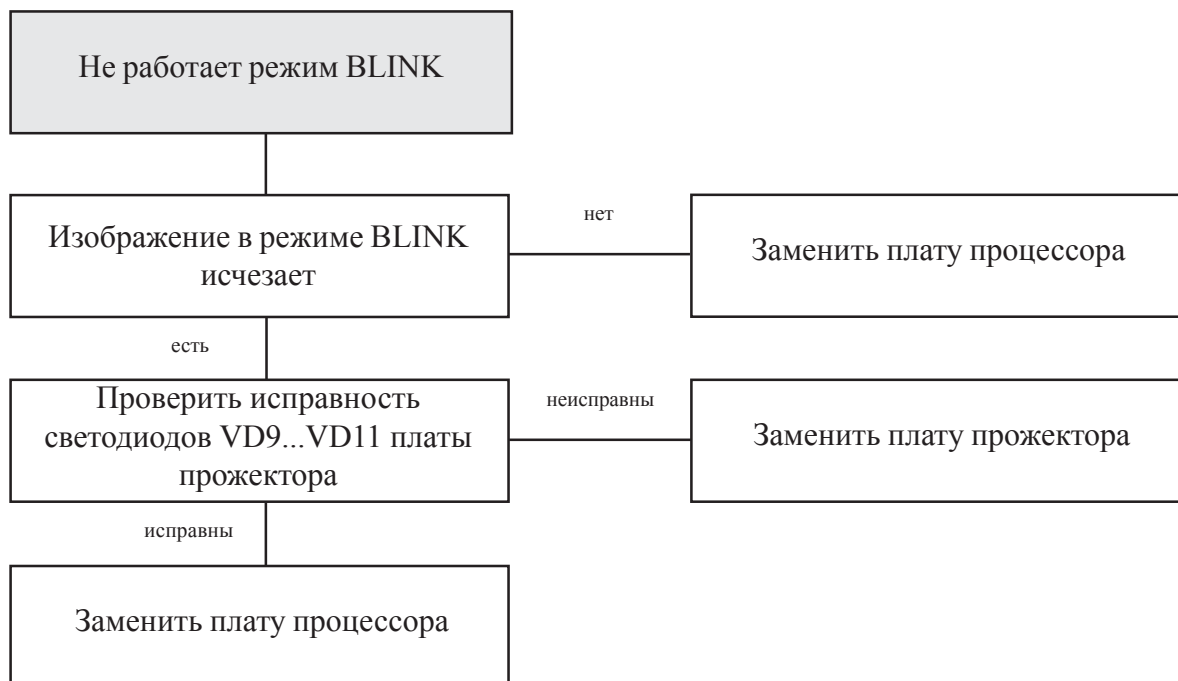 Не работает режим BLINK
Изображение в режиме BLINK
исчезает
нет
Заменить плату процессора
есть
Проверить исправность
светодиодов VD9...VD11 платы
прожектора
неисправны
Заменить плату прожектора
исправны
Заменить плату процессора